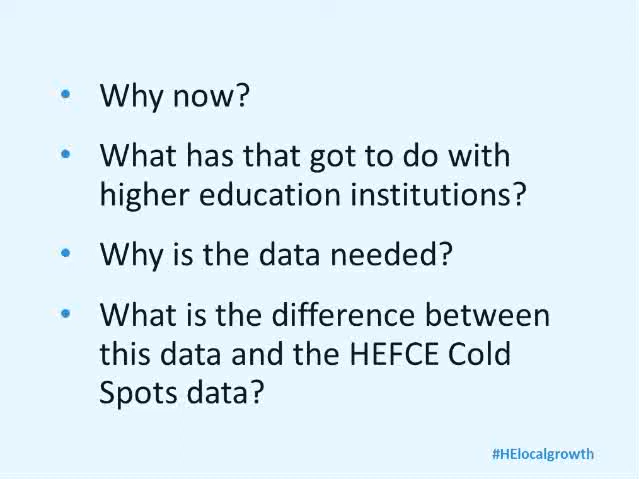 • Why now?
• What has that got to do with
higher education institutions?
• Why is the data needed?
• What is the difference between
this data and the HEFCE Cold
Spots data?
#HElocalgrowth